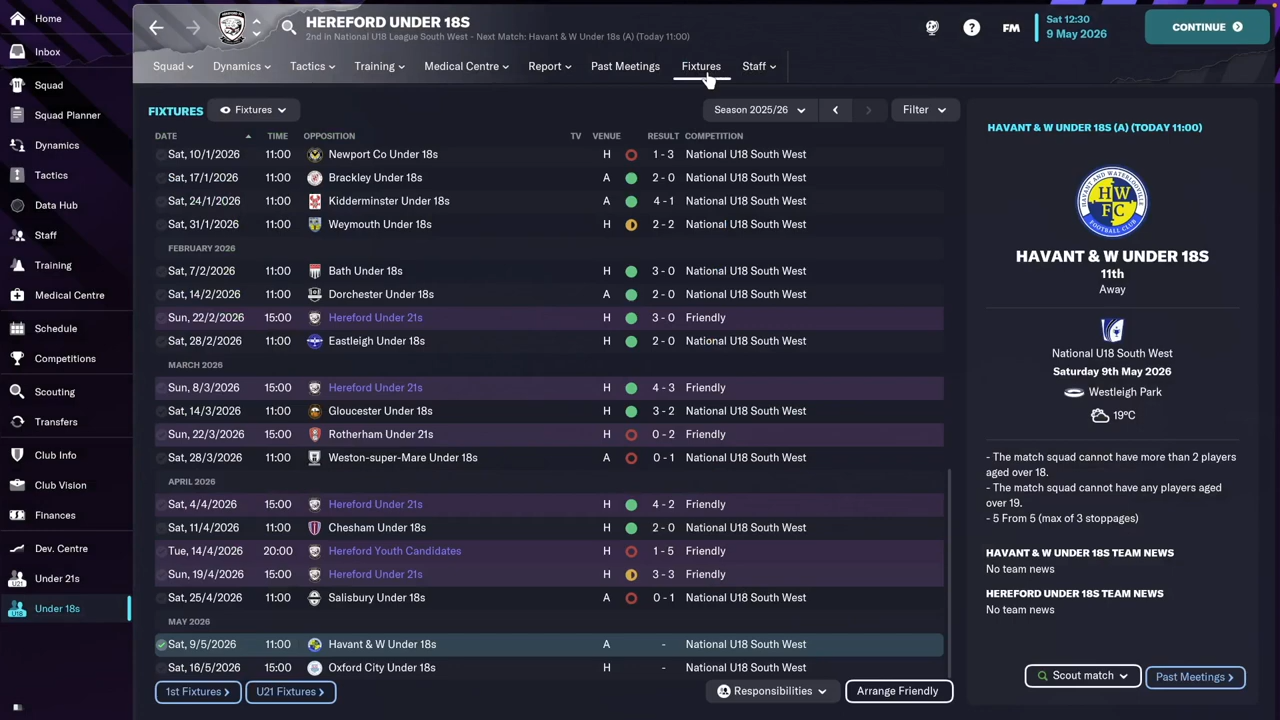 Home
HEREFORD UNDER 18S
2nd in National U18 League South West - Next Match: Havant & W Under 18s (A) (Today 11:00)
FM
Sat 12:30
9 May 2026
CONTINUE
Inbox
Squad
Squad Planner
Dynamics
Tactics
Data Hub
Staff
Training
Medical Centre
Schedule
Competitions
Scouting
Transfers
Club Info
Club Vision
Finances
Dev. Centre
U21 Under 21s
U18 Under 18s
Squad Dynamics Tactics Training Medical Centre Report Past Meetings Fixtures Staff
FIXTURES Fixtures Season 2025/26 Filter
DATE TIME OPPOSITION TV VENUE RESULT COMPETITION
Sat, 10/1/2026 11:00 Newport Co Under 18s H 1 - 3 National U18 South West
Sat, 17/1/2026 11:00 Brackley Under 18s A 2 - 0 National U18 South West
Sat, 24/1/2026 11:00 Kidderminster Under 18s A 4 - 1 National U18 South West
Sat, 31/1/2026 11:00 Weymouth Under 18s H 2 - 2 National U18 South West
FEBRUARY 2026
Sat, 7/2/2026 11:00 Bath Under 18s H 3 - 0 National U18 South West
Sat, 14/2/2026 11:00 Dorchester Under 18s A 2 - 0 National U18 South West
Sun, 22/2/2026 15:00 Hereford Under 21s H 3 - 0 Friendly
Sat, 28/2/2026 11:00 Eastleigh Under 18s H 2 - 0 National U18 South West
MARCH 2026
Sun, 8/3/2026 15:00 Hereford Under 21s H 4 - 3 Friendly
Sat, 14/3/2026 11:00 Gloucester Under 18s H 3 - 2 National U18 South West
Sun, 22/3/2026 15:00 Rotherham Under 21s H 0 - 2 Friendly
Sat, 28/3/2026 11:00 Weston-super-Mare Under 18s A 0 - 1 National U18 South West
APRIL 2026
Sat, 4/4/2026 15:00 Hereford Under 21s H 4 - 2 Friendly
Sat, 11/4/2026 11:00 Chesham Under 18s H 2 - 0 National U18 South West
Tue, 14/4/2026 20:00 Hereford Youth Candidates H 1 - 5 Friendly
Sun, 19/4/2026 15:00 Hereford Under 21s H 3 - 3 Friendly
Sat, 25/4/2026 11:00 Salisbury Under 18s A 0 - 1 National U18 South West
MAY 2026
Sat, 9/5/2026 11:00 Havant & W Under 18s A - National U18 South West
Sat, 16/5/2026 15:00 Oxford City Under 18s H - National U18 South West
1st Fixtures U21 Fixtures Responsibilities Arrange Friendly
HAVANT & W UNDER 18S (A) (TODAY 11:00)
HW
FC
HAVANT & W UNDER 18S
11th
Away
National U18 South West
Saturday 9th May 2026
Westleigh Park
19ºC
- The match squad cannot have more than 2 players
aged over 18.
- The match squad cannot have any players aged
over 19.
- 5 From 5 (max of 3 stoppages)
HAVANT & W UNDER 18S TEAM NEWS
No team news
HEREFORD UNDER 18S TEAM NEWS
No team news
Scout match Past Meetings